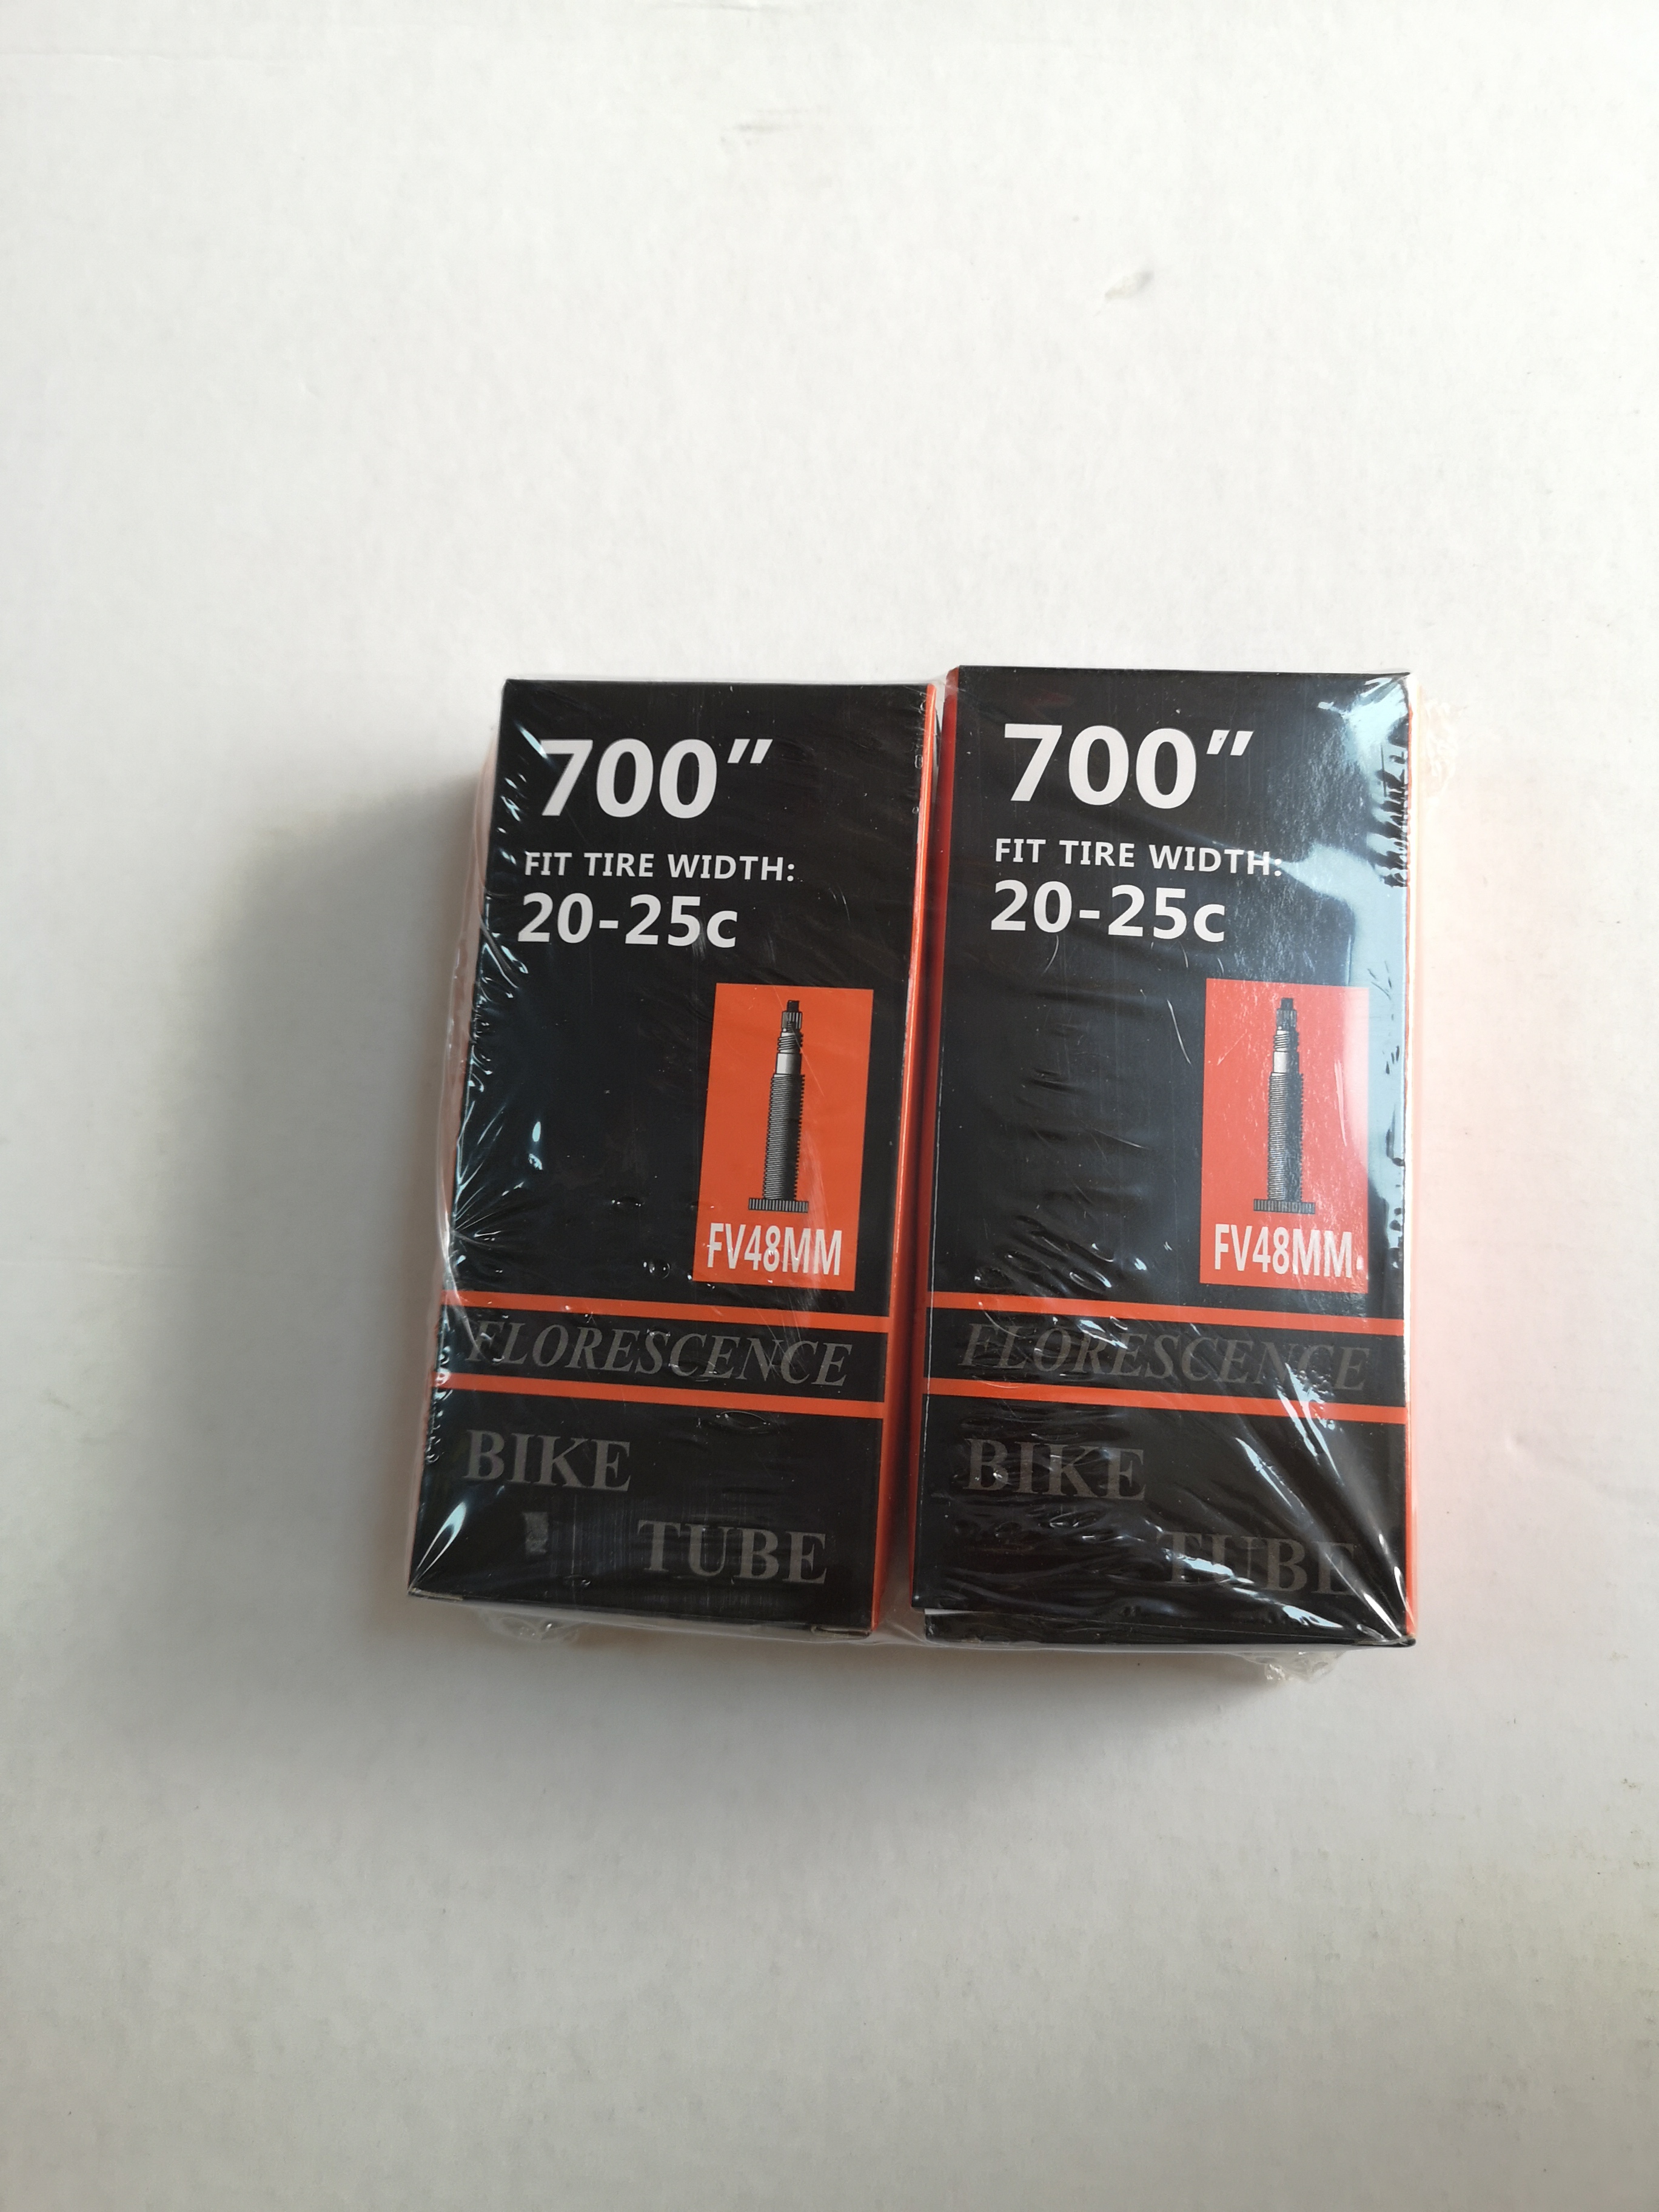 700"
FIT TIRE WIDTH:
20-25c
FV48MM
FLORESCENCE
BIKE
TUBE
700"
FIT TIRE WIDTH:
20-25c
FV48MM
FLORESCENCE
BIKE
TUBE